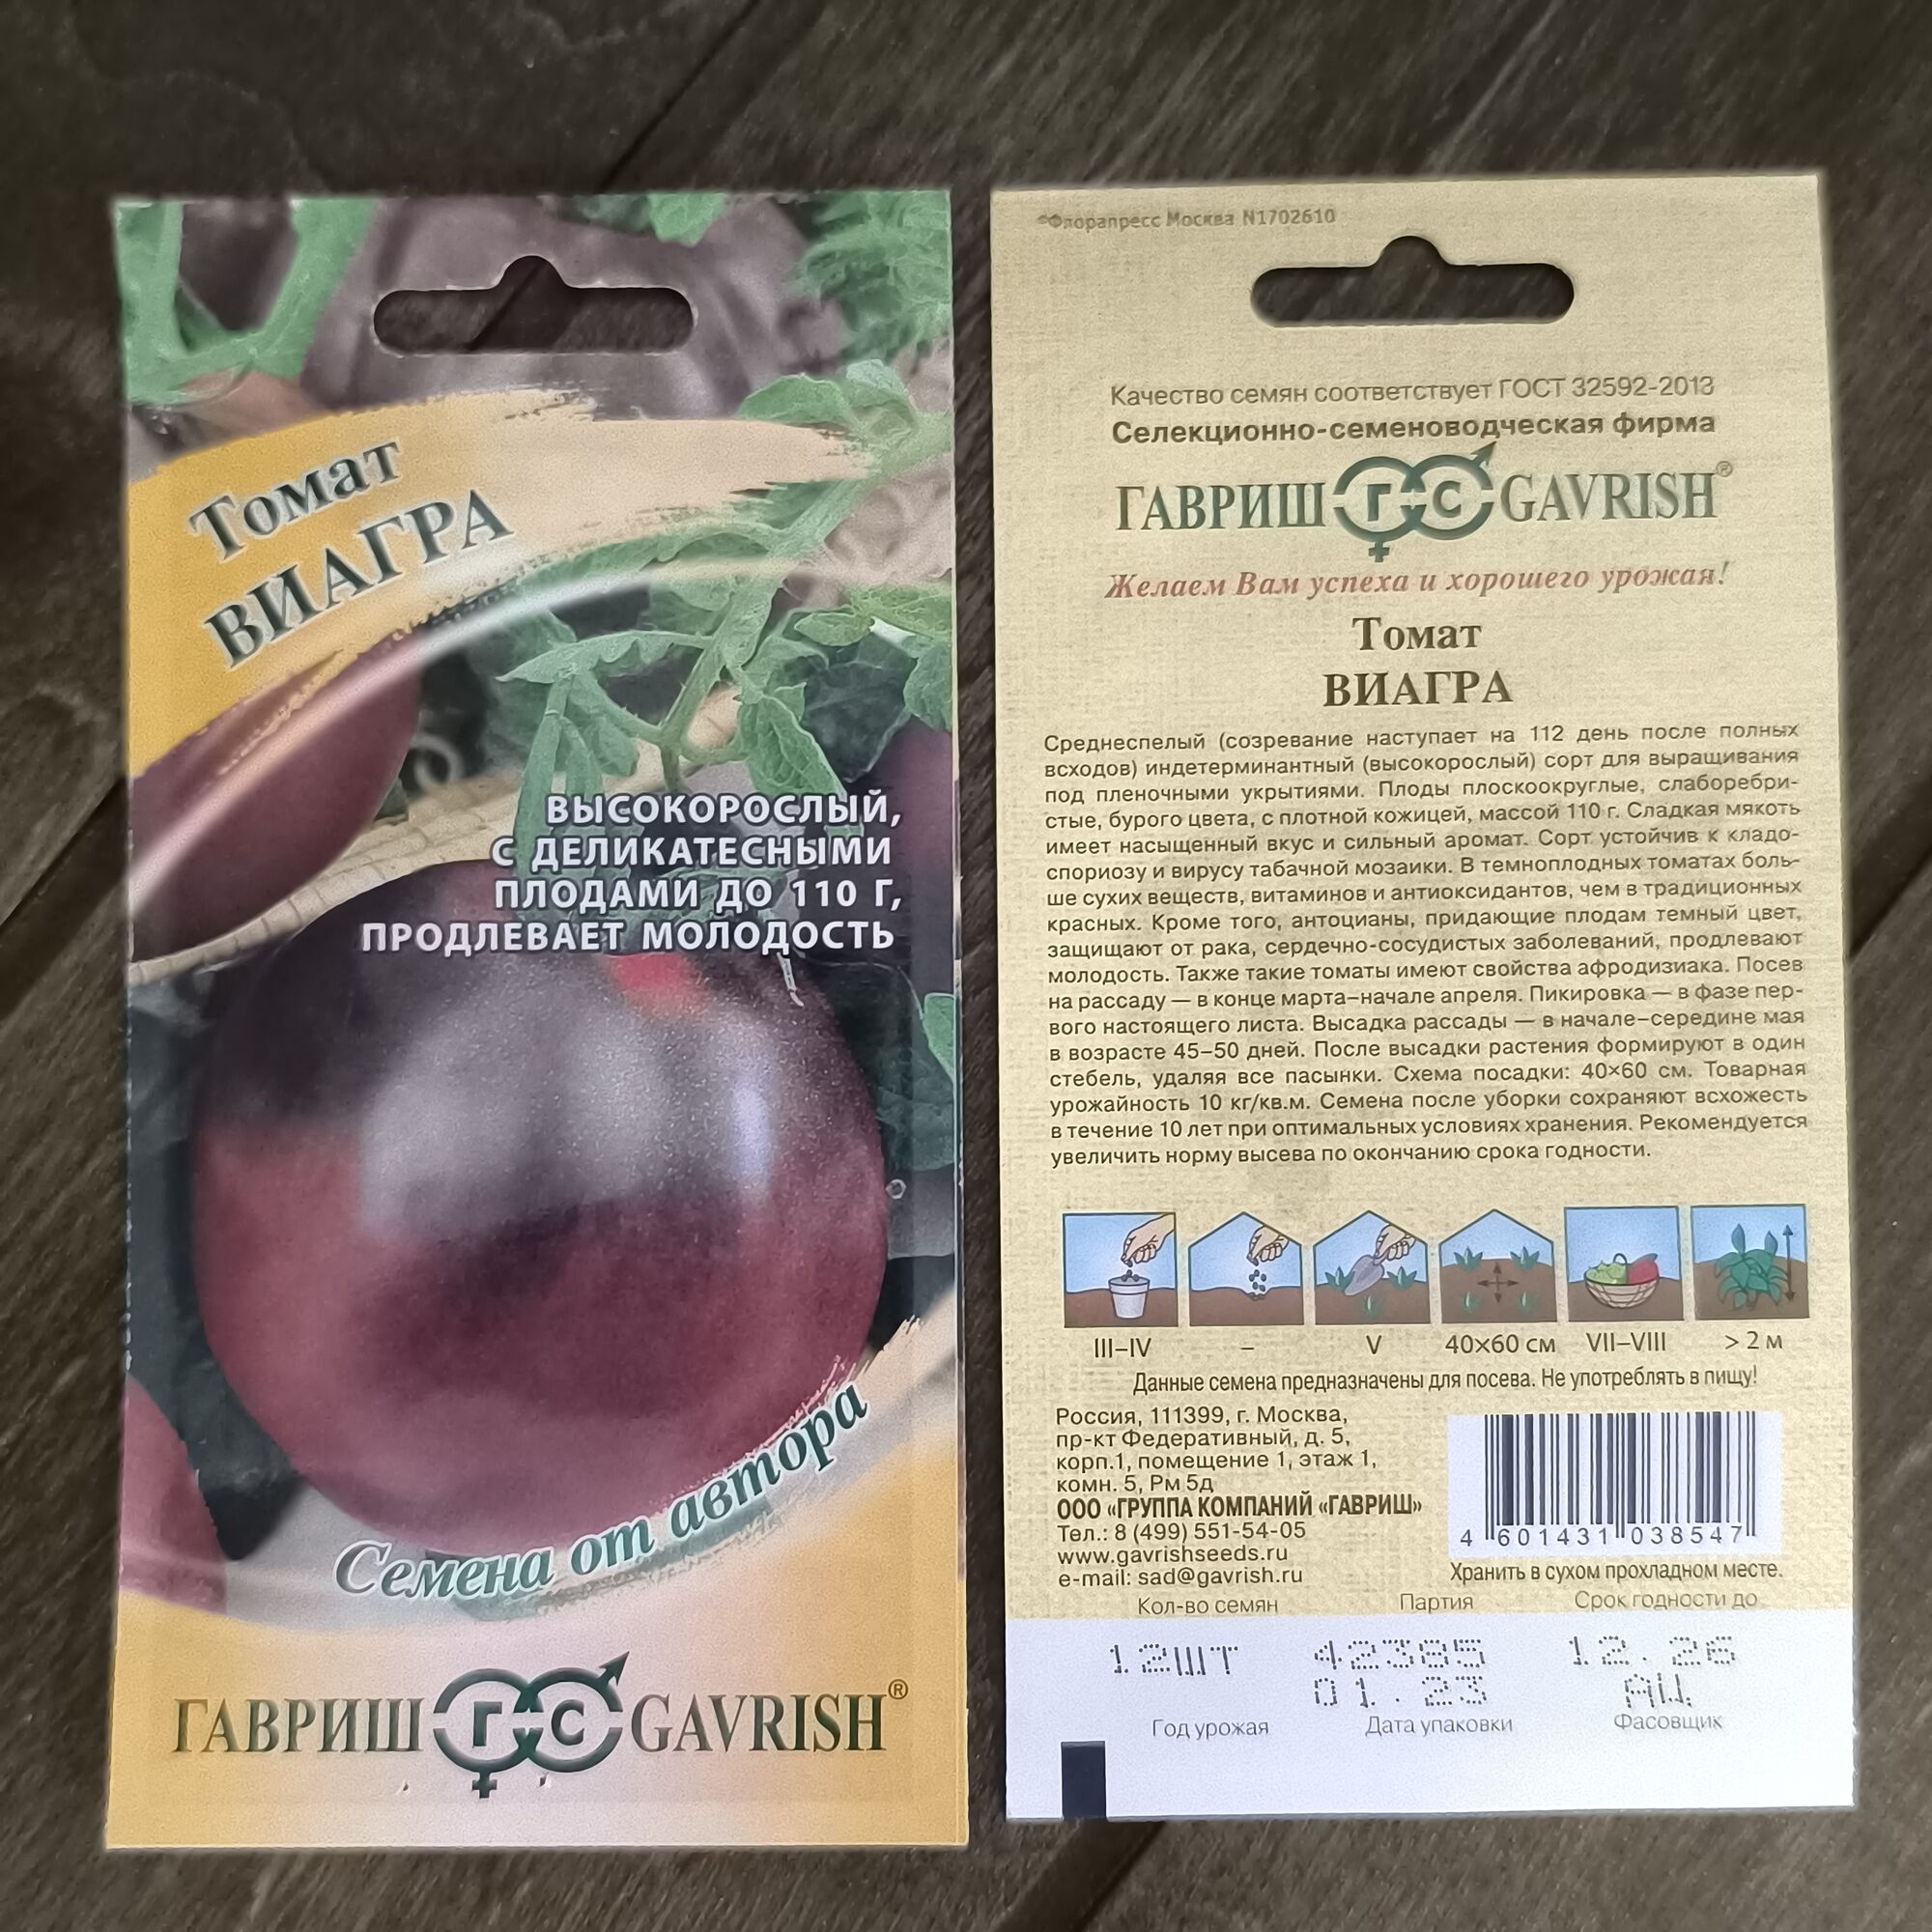 Томат
ВИАГРА
ВЫСОКОРОСЛЫЙ,
С ДЕЛИКАТЕСНЫМИ
ПЛОДАМИ ДО 110 Г,
ПРОДЛЕВАЕТ МОЛОДОСТЬ
Семена от автора
ГАВРИШ ГС GAVRISH®
Флорапресс Москва N1702610
Качество семян соответствует ГОСТ 32592-2013
Селекционно-семеноводческая фирма
ГАВРИШ ГС GAVRISH®
Желаем Вам успеха и хорошего урожая!
Томат
ВИАГРА
Среднеспелый (созревание наступает на 112 день после полных
всходов) индетерминантный (высокорослый) сорт для выращивания
под пленочными укрытиями. Плоды плоскоокруглые, слаборебри-
стые, бурого цвета, с плотной кожицей, массой 110 г. Сладкая мякоть
имеет насыщенный вкус и сильный аромат. Сорт устойчив к кладо-
спориозу и вирусу табачной мозаики. В темноплодных томатах боль-
ше сухих веществ, витаминов и антиоксидантов, чем в традиционных
красных. Кроме того, антоцианы, придающие плодам темный цвет,
защищают от рака, сердечно-сосудистых заболеваний, продлевают
молодость. Также такие томаты имеют свойства афродизиака. Посев
на рассаду — в конце марта–начале апреля. Пикировка — в фазе пер-
вого настоящего листа. Высадка рассады — в начале–середине мая
в возрасте 45–50 дней. После высадки растения формируют в один
стебель, удаляя все пасынки. Схема посадки: 40×60 см. Товарная
урожайность 10 кг/кв.м. Семена после уборки сохраняют всхожесть
в течение 10 лет при оптимальных условиях хранения. Рекомендуется
увеличить норму высева по окончанию срока годности.
III–IV – V 40×60 см VII–VIII > 2 м
Данные семена предназначены для посева. Не употреблять в пищу!
Россия, 111399, г. Москва,
пр-кт Федеративный, д. 5,
корп.1, помещение 1, этаж 1,
комн. 5, Рм 5д
ООО «ГРУППА КОМПАНИЙ «ГАВРИШ»
Тел.: 8 (499) 551-54-05
www.gavrishseeds.ru
e-mail: sad@gavrish.ru
4 601431 038547
Хранить в сухом прохладном месте.
Кол-во семян Партия Срок годности до
12ШТ 42385 12.26
01.23 АЦ
Год урожая Дата упаковки Фасовщик